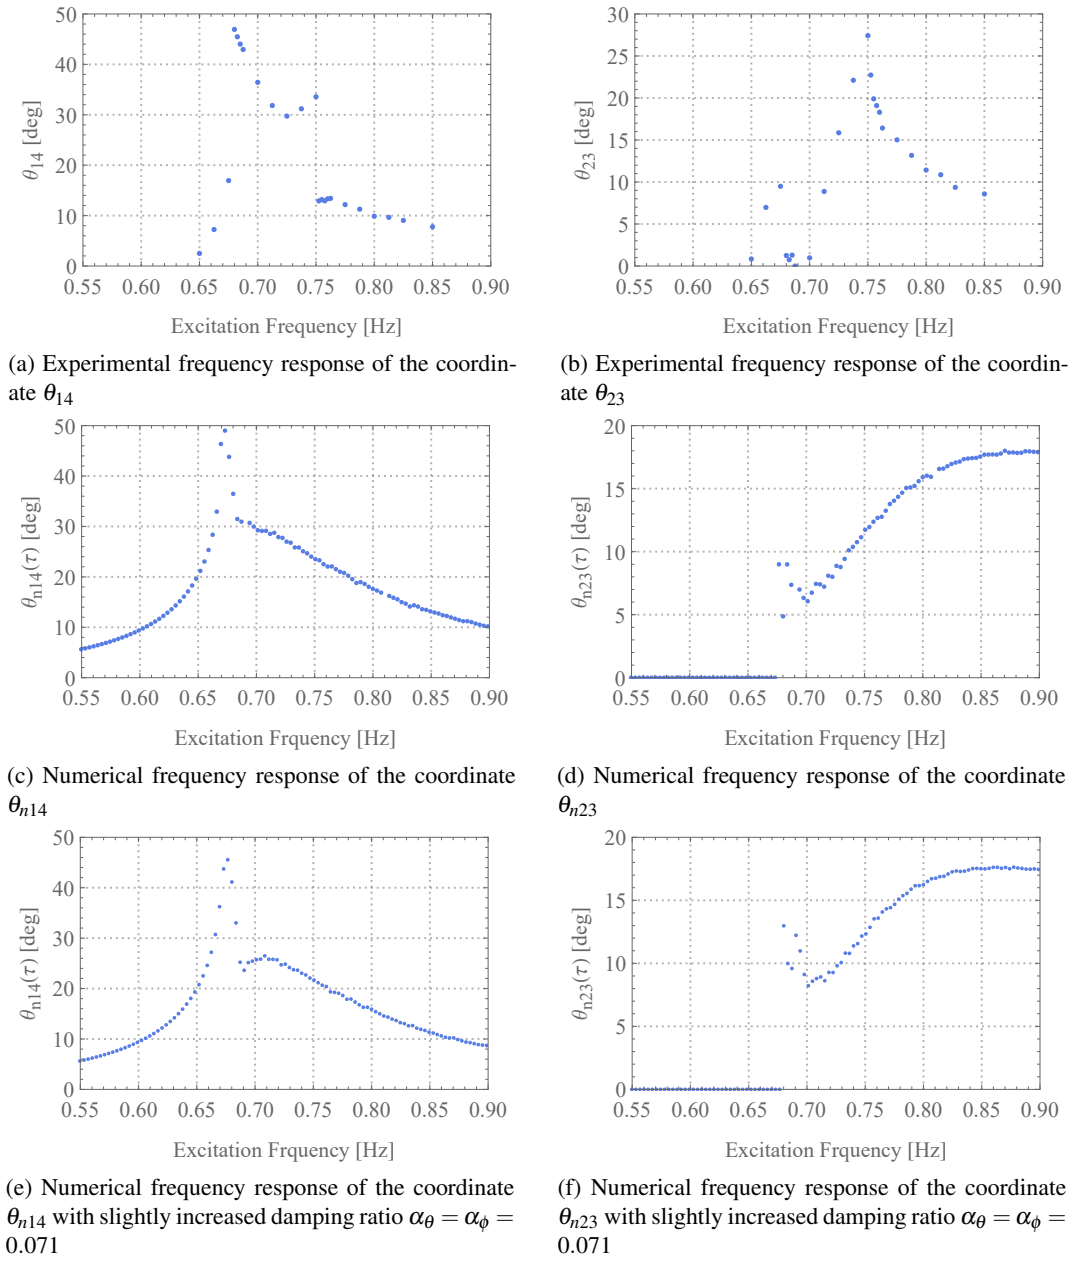 50
40
30
20
10
0
θ14 [deg]
0.55 0.60 0.65 0.70 0.75 0.80 0.85 0.90
Excitation Frequency [Hz]
(a) Experimental frequency response of the coordin-
ate θ14
30
25
20
15
10
5
0
θ23 [deg]
0.55 0.60 0.65 0.70 0.75 0.80 0.85 0.90
Excitation Frequency [Hz]
(b) Experimental frequency response of the coordin-
ate θ23
50
40
30
20
10
0
θn14(τ) [deg]
0.55 0.60 0.65 0.70 0.75 0.80 0.85 0.90
Excitation Frquency [Hz]
(c) Numerical frequency response of the coordinate
θn14
20
15
10
5
0
θn23(τ) [deg]
0.55 0.60 0.65 0.70 0.75 0.80 0.85 0.90
Excitation Frquency [Hz]
(d) Numerical frequency response of the coordinate
θn23
50
40
30
20
10
0
θn14(τ) [deg]
0.55 0.60 0.65 0.70 0.75 0.80 0.85 0.90
Excitation Frquency [Hz]
(e) Numerical frequency response of the coordinate
θn14 with slightly increased damping ratio αθ = αϕ =
0.071
20
15
10
5
0
θn23(τ) [deg]
0.55 0.60 0.65 0.70 0.75 0.80 0.85 0.90
Excitation Frquency [Hz]
(f) Numerical frequency response of the coordinate
θn23 with slightly increased damping ratio αθ = αϕ =
0.071